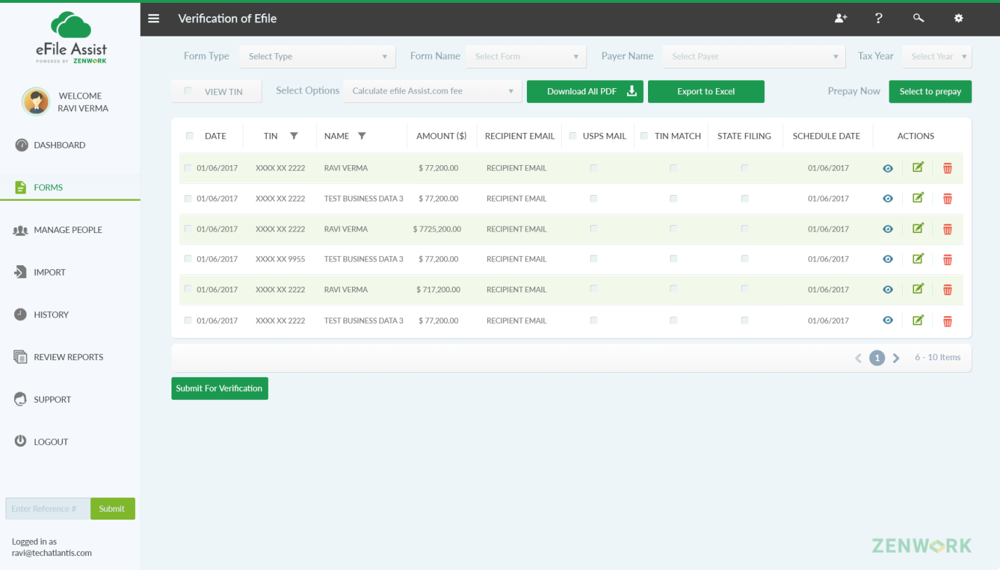 eFile Assist
POWERED BY ZENWORK
WELCOME
RAVI VERMA
DASHBOARD
FORMS
MANAGE PEOPLE
IMPORT
HISTORY
REVIEW REPORTS
SUPPORT
LOGOUT
Enter Reference # Submit
Logged in as
ravi@techatlantis.com
Verification of Efile
Form Type Select Type Form Name Select Form Payer Name Select Payer Tax Year Select Year
VIEW TIN Select Options Calculate efile Assist.com fee Download All PDF Export to Excel Prepay Now Select to prepay
DATE TIN NAME AMOUNT ($) RECIPIENT EMAIL USPS MAIL TIN MATCH STATE FILING SCHEDULE DATE ACTIONS
01/06/2017 XXXX XX 2222 RAVI VERMA $ 77,200.00 RECIPIENT EMAIL 01/06/2017
01/06/2017 XXXX XX 2222 TEST BUSINESS DATA 3 $ 77,200.00 RECIPIENT EMAIL 01/06/2017
01/06/2017 XXXX XX 2222 RAVI VERMA $ 7725,200.00 RECIPIENT EMAIL 01/06/2017
01/06/2017 XXXX XX 9955 TEST BUSINESS DATA 3 $ 77,200.00 RECIPIENT EMAIL 01/06/2017
01/06/2017 XXXX XX 2222 RAVI VERMA $ 717,200.00 RECIPIENT EMAIL 01/06/2017
01/06/2017 XXXX XX 2222 TEST BUSINESS DATA 3 $ 77,200.00 RECIPIENT EMAIL 01/06/2017
1 6 - 10 Items
Submit For Verification
ZENWORK